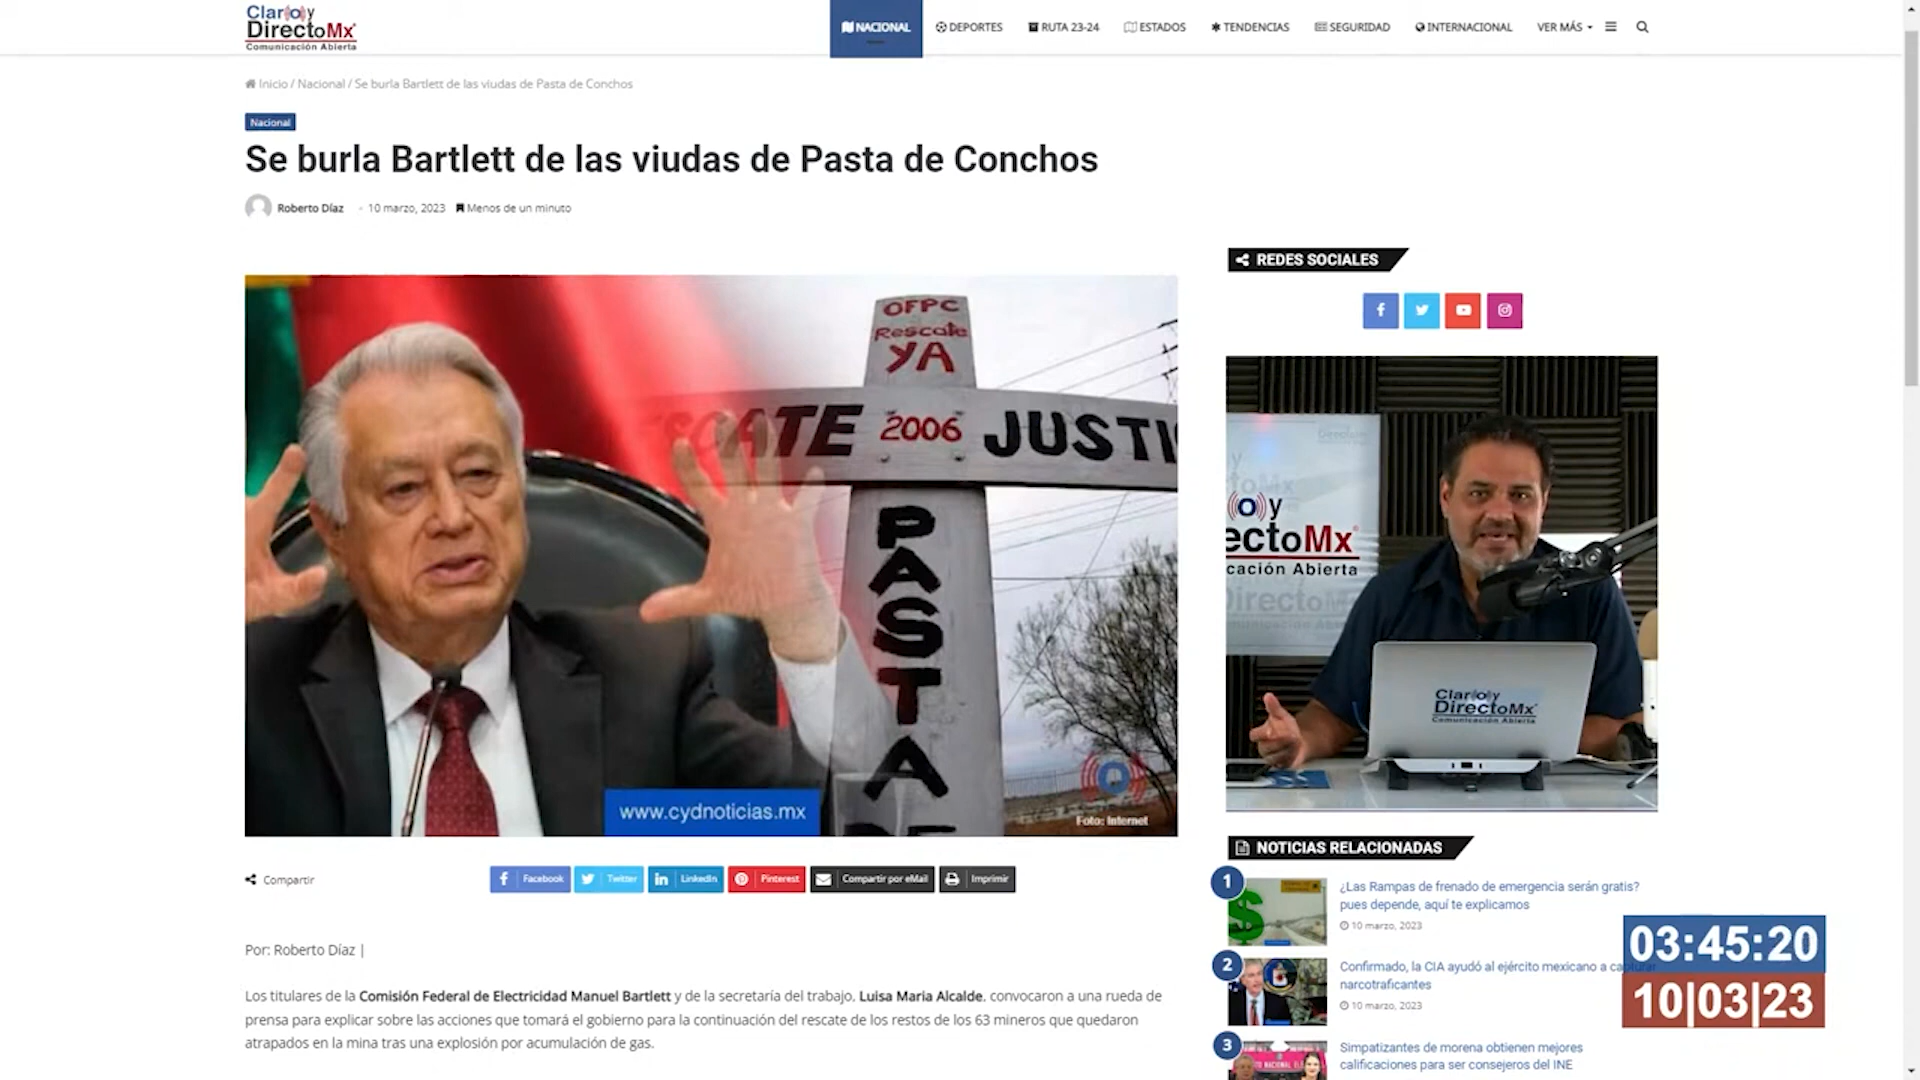 Claro y
DirectoMx
Comunicación Abierta
NACIONAL
DEPORTES
RUTA 23-24
ESTADOS
TENDENCIAS
SEGURIDAD
INTERNACIONAL
VER MÁS
Inicio / Nacional / Se burla Bartlett de las viudas de Pasta de Conchos
Nacional
Se burla Bartlett de las viudas de Pasta de Conchos
Roberto Díaz
10 marzo, 2023
Menos de un minuto
OFPC
Rescate
YA
SCATE 2006 JUSTI
PASTA
DE
www.cydnoticias.mx
Foto: Internet
REDES SOCIALES
oy
ectoMx
cación Abierta
Claro y
DirectoMx
Comunicación Abierta
Compartir
Facebook
Twitter
LinkedIn
Pinterest
Compartir por eMail
Imprimir
Por: Roberto Díaz |
Los titulares de la Comisión Federal de Electricidad Manuel Bartlett y de la secretaría del trabajo, Luisa Maria Alcalde, convocaron a una rueda de
prensa para explicar sobre las acciones que tomará el gobierno para la continuación del rescate de los restos de los 63 mineros que quedaron
atrapados en la mina tras una explosión por acumulación de gas.
NOTICIAS RELACIONADAS
1
¿Las Rampas de frenado de emergencia serán gratis?
pues depende, aquí te explicamos
10 marzo, 2023
2
Confirmado, la CIA ayudó al ejército mexicano a capturar
narcotraficantes
10 marzo, 2023
3
Simpatizantes de morena obtienen mejores
calificaciones para ser consejeros del INE
03:45:20
10|03|23